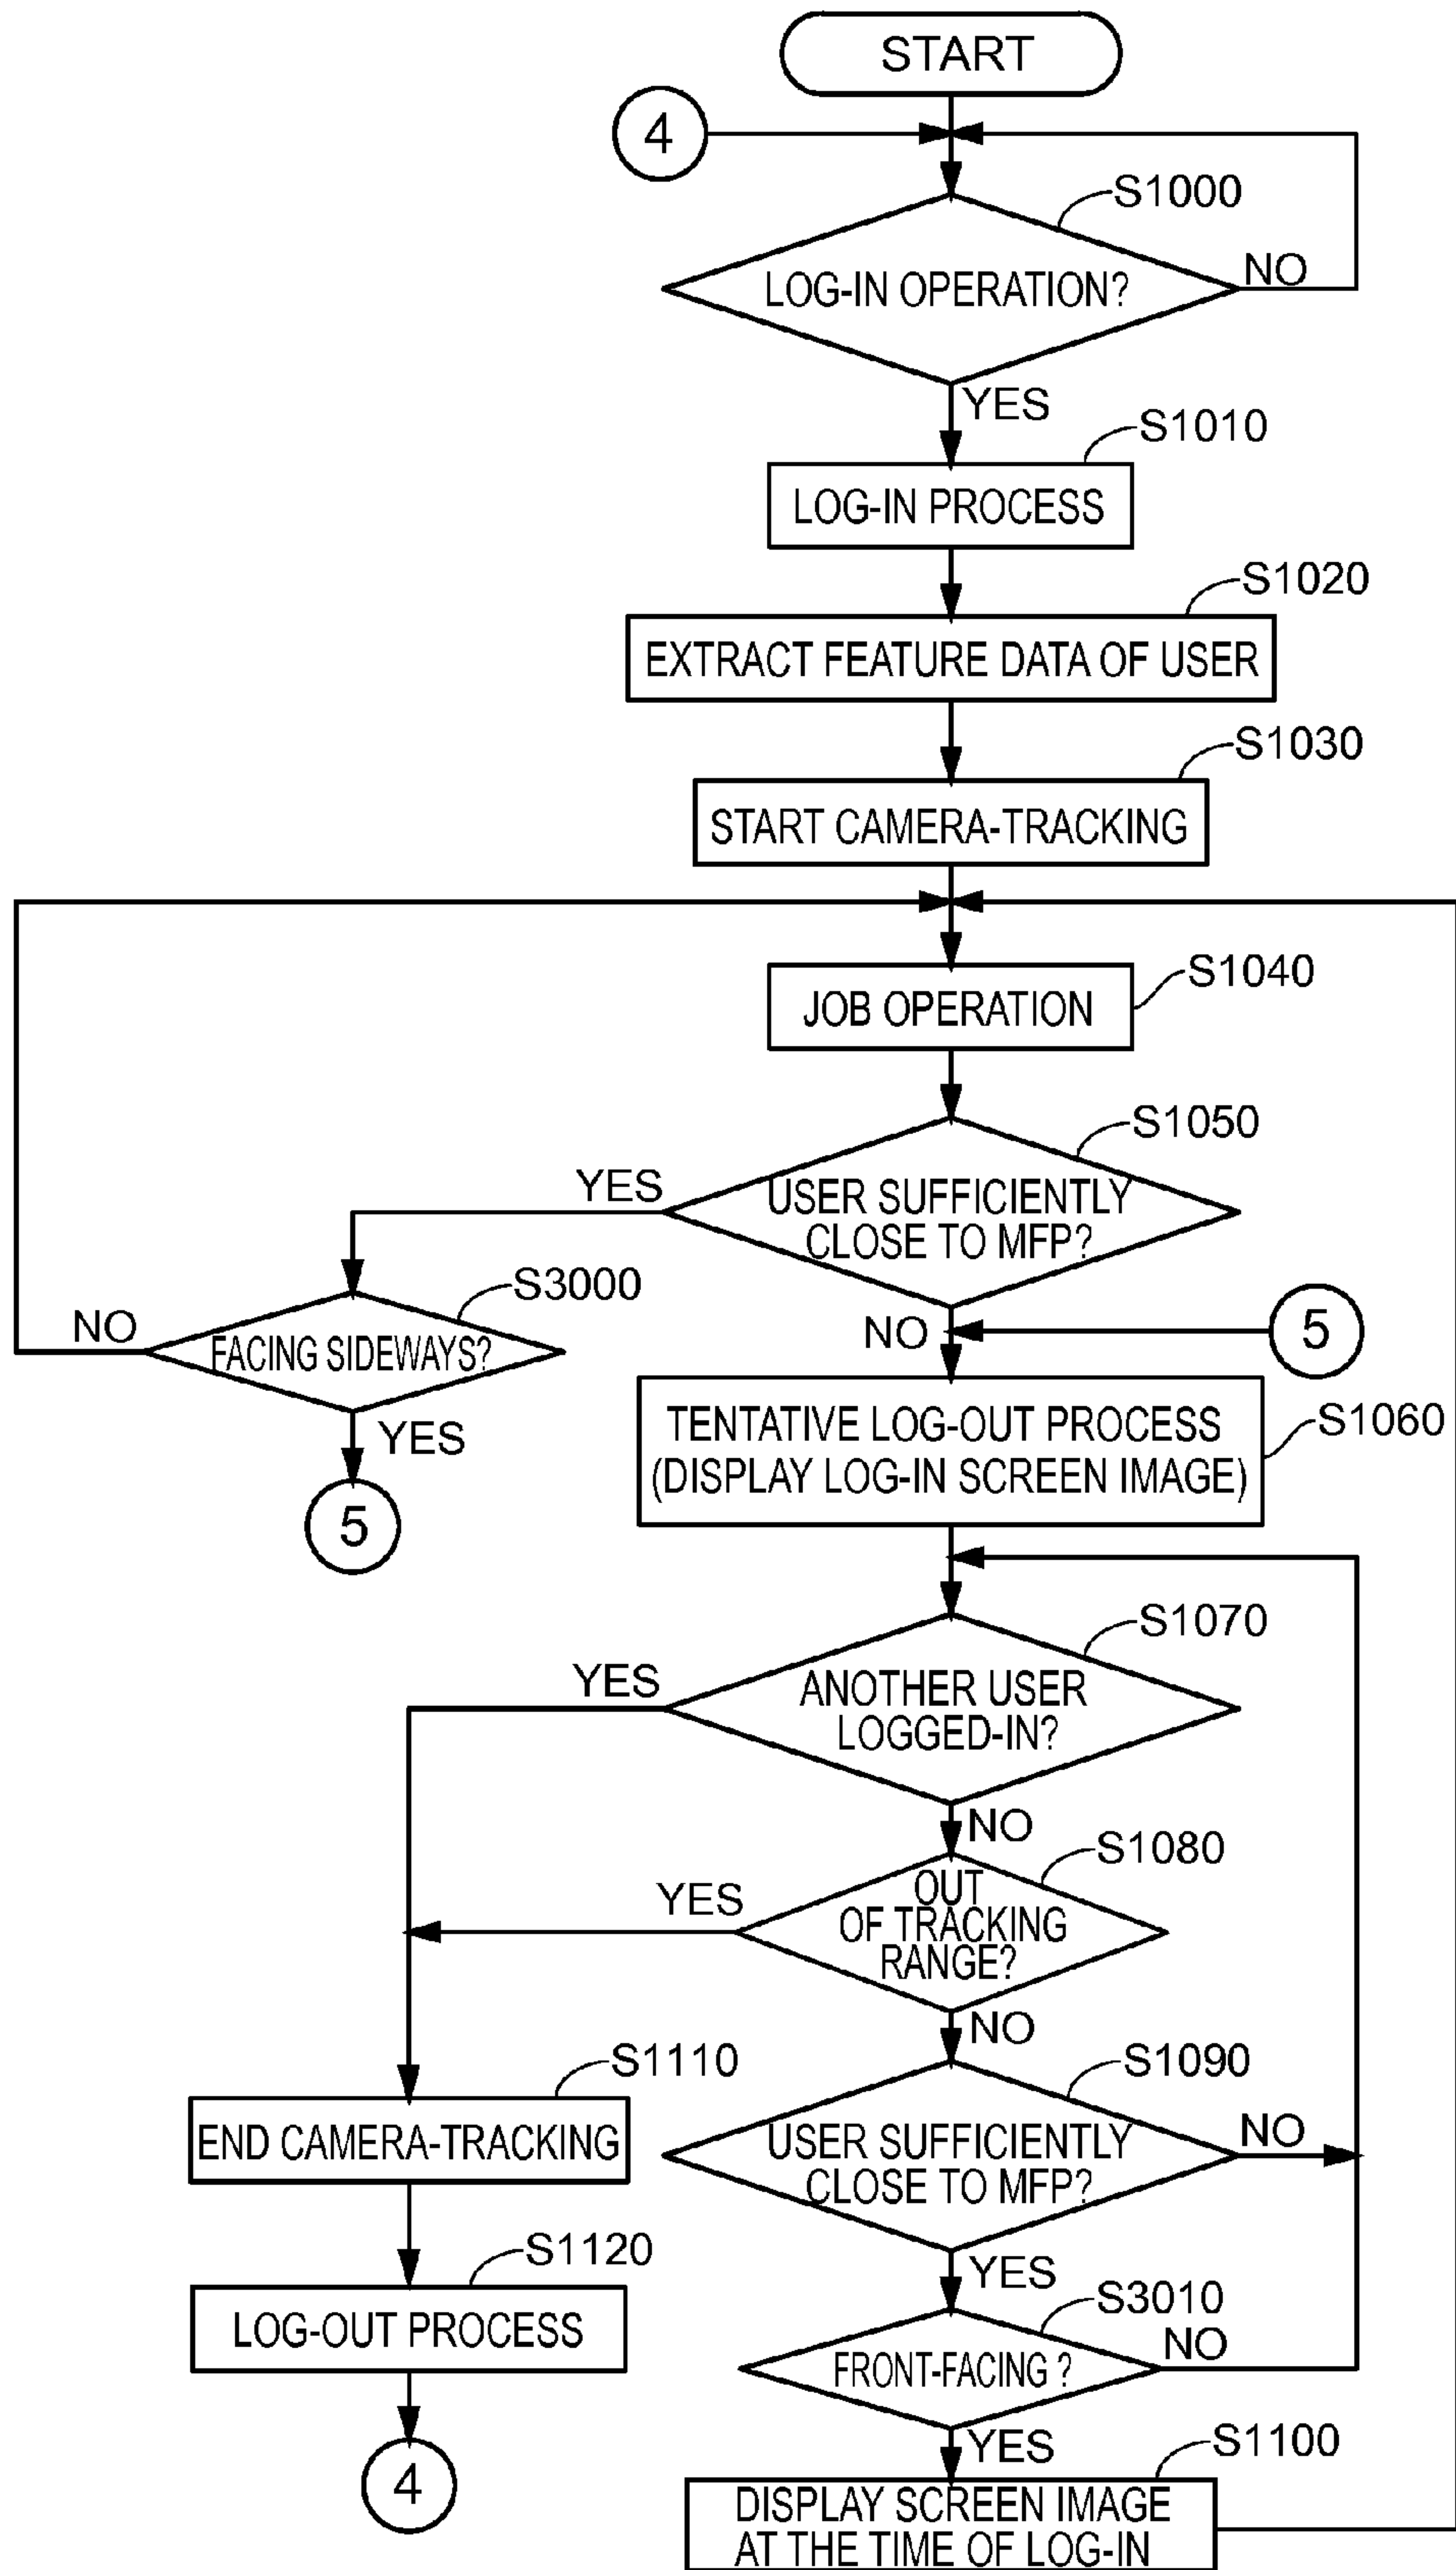 START
4
S1000
LOG-IN OPERATION?
NO
YES
S1010
LOG-IN PROCESS
S1020
EXTRACT FEATURE DATA OF USER
S1030
START CAMERA-TRACKING
S1040
JOB OPERATION
S1050
YES
USER SUFFICIENTLY
CLOSE TO MFP?
S3000
NO
FACING SIDEWAYS?
YES
5
NO
5
TENTATIVE LOG-OUT PROCESS
(DISPLAY LOG-IN SCREEN IMAGE)
S1060
S1070
YES
ANOTHER USER
LOGGED-IN?
NO
S1080
YES
OUT
OF TRACKING
RANGE?
NO
S1110
END CAMERA-TRACKING
S1090
USER SUFFICIENTLY
CLOSE TO MFP?
NO
YES
S1120
LOG-OUT PROCESS
4
S3010
FRONT-FACING ?
NO
YES
S1100
DISPLAY SCREEN IMAGE
AT THE TIME OF LOG-IN